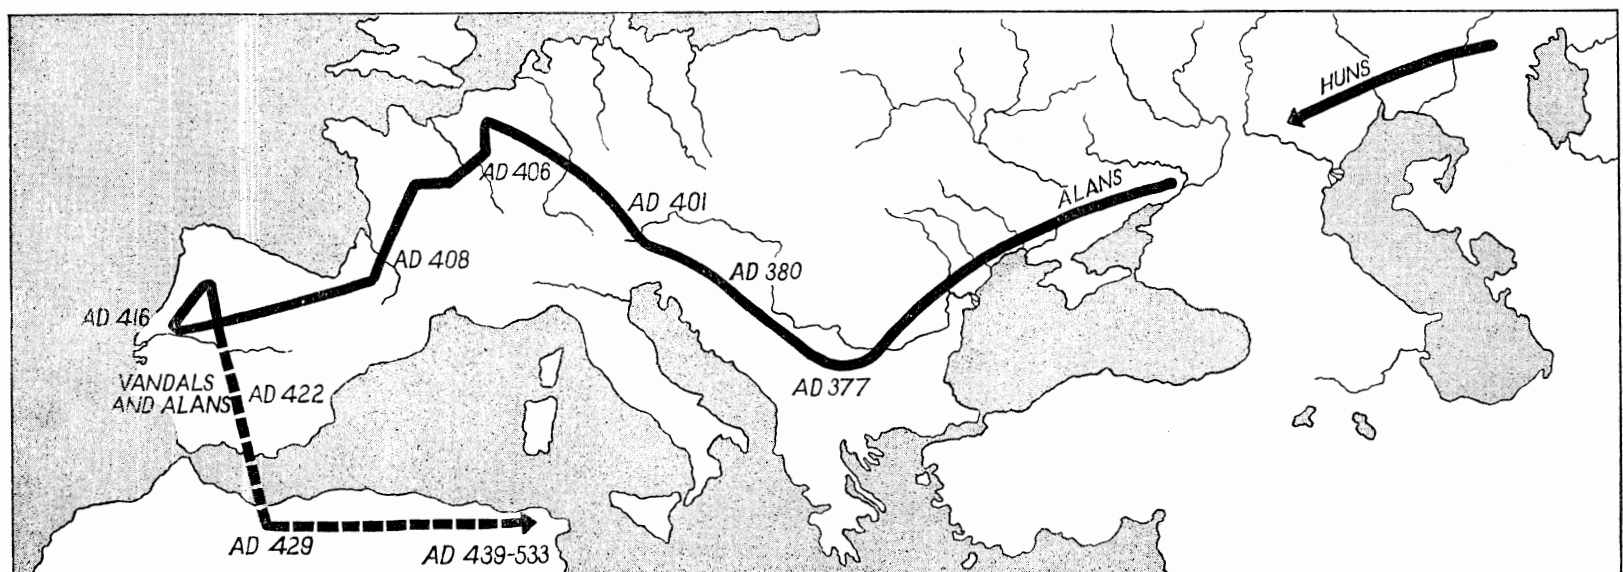 HUNS
ALANS
AD 406
AD 401
AD 408
AD 380
AD 416
AD 377
VANDALS
AND ALANS
AD 422
AD 429
AD 439-533